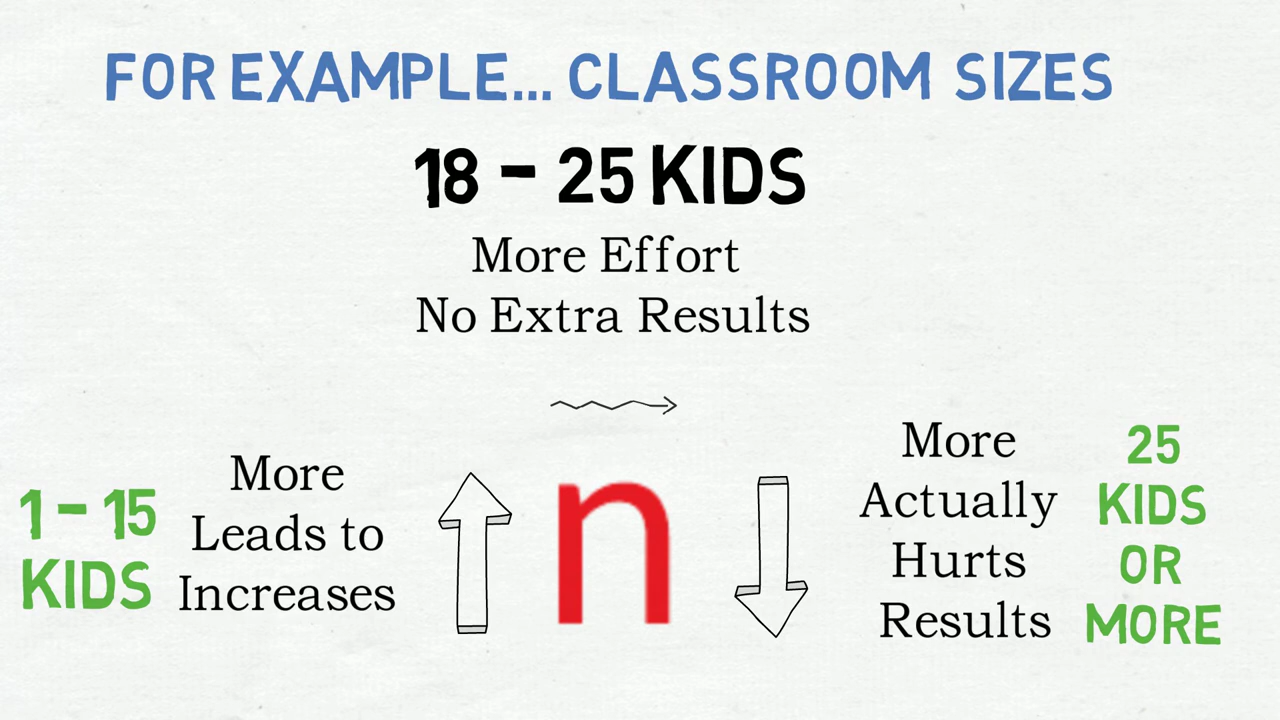 FOR EXAMPLE... CLASSROOM SIZES
18 - 25 KIDS
More Effort
No Extra Results
1 - 15
KIDS
More
Leads to
Increases
n
More
Actually
Hurts
Results
25
KIDS
OR
MORE